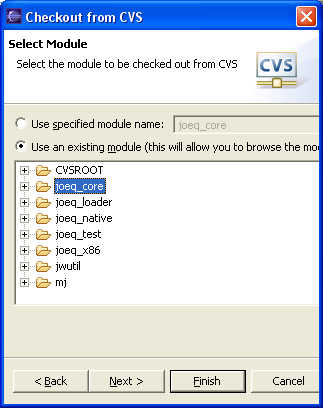 Checkout from CVS
Select Module
Select the module to be checked out from CVS
CVS
Use specified module name: joeq_core
Use an existing module (this will allow you to browse the mo
CVSROOT
joeq_core
joeq_loader
joeq_native
joeq_test
joeq_x86
jwutil
mj
< Back Next > Finish Cancel